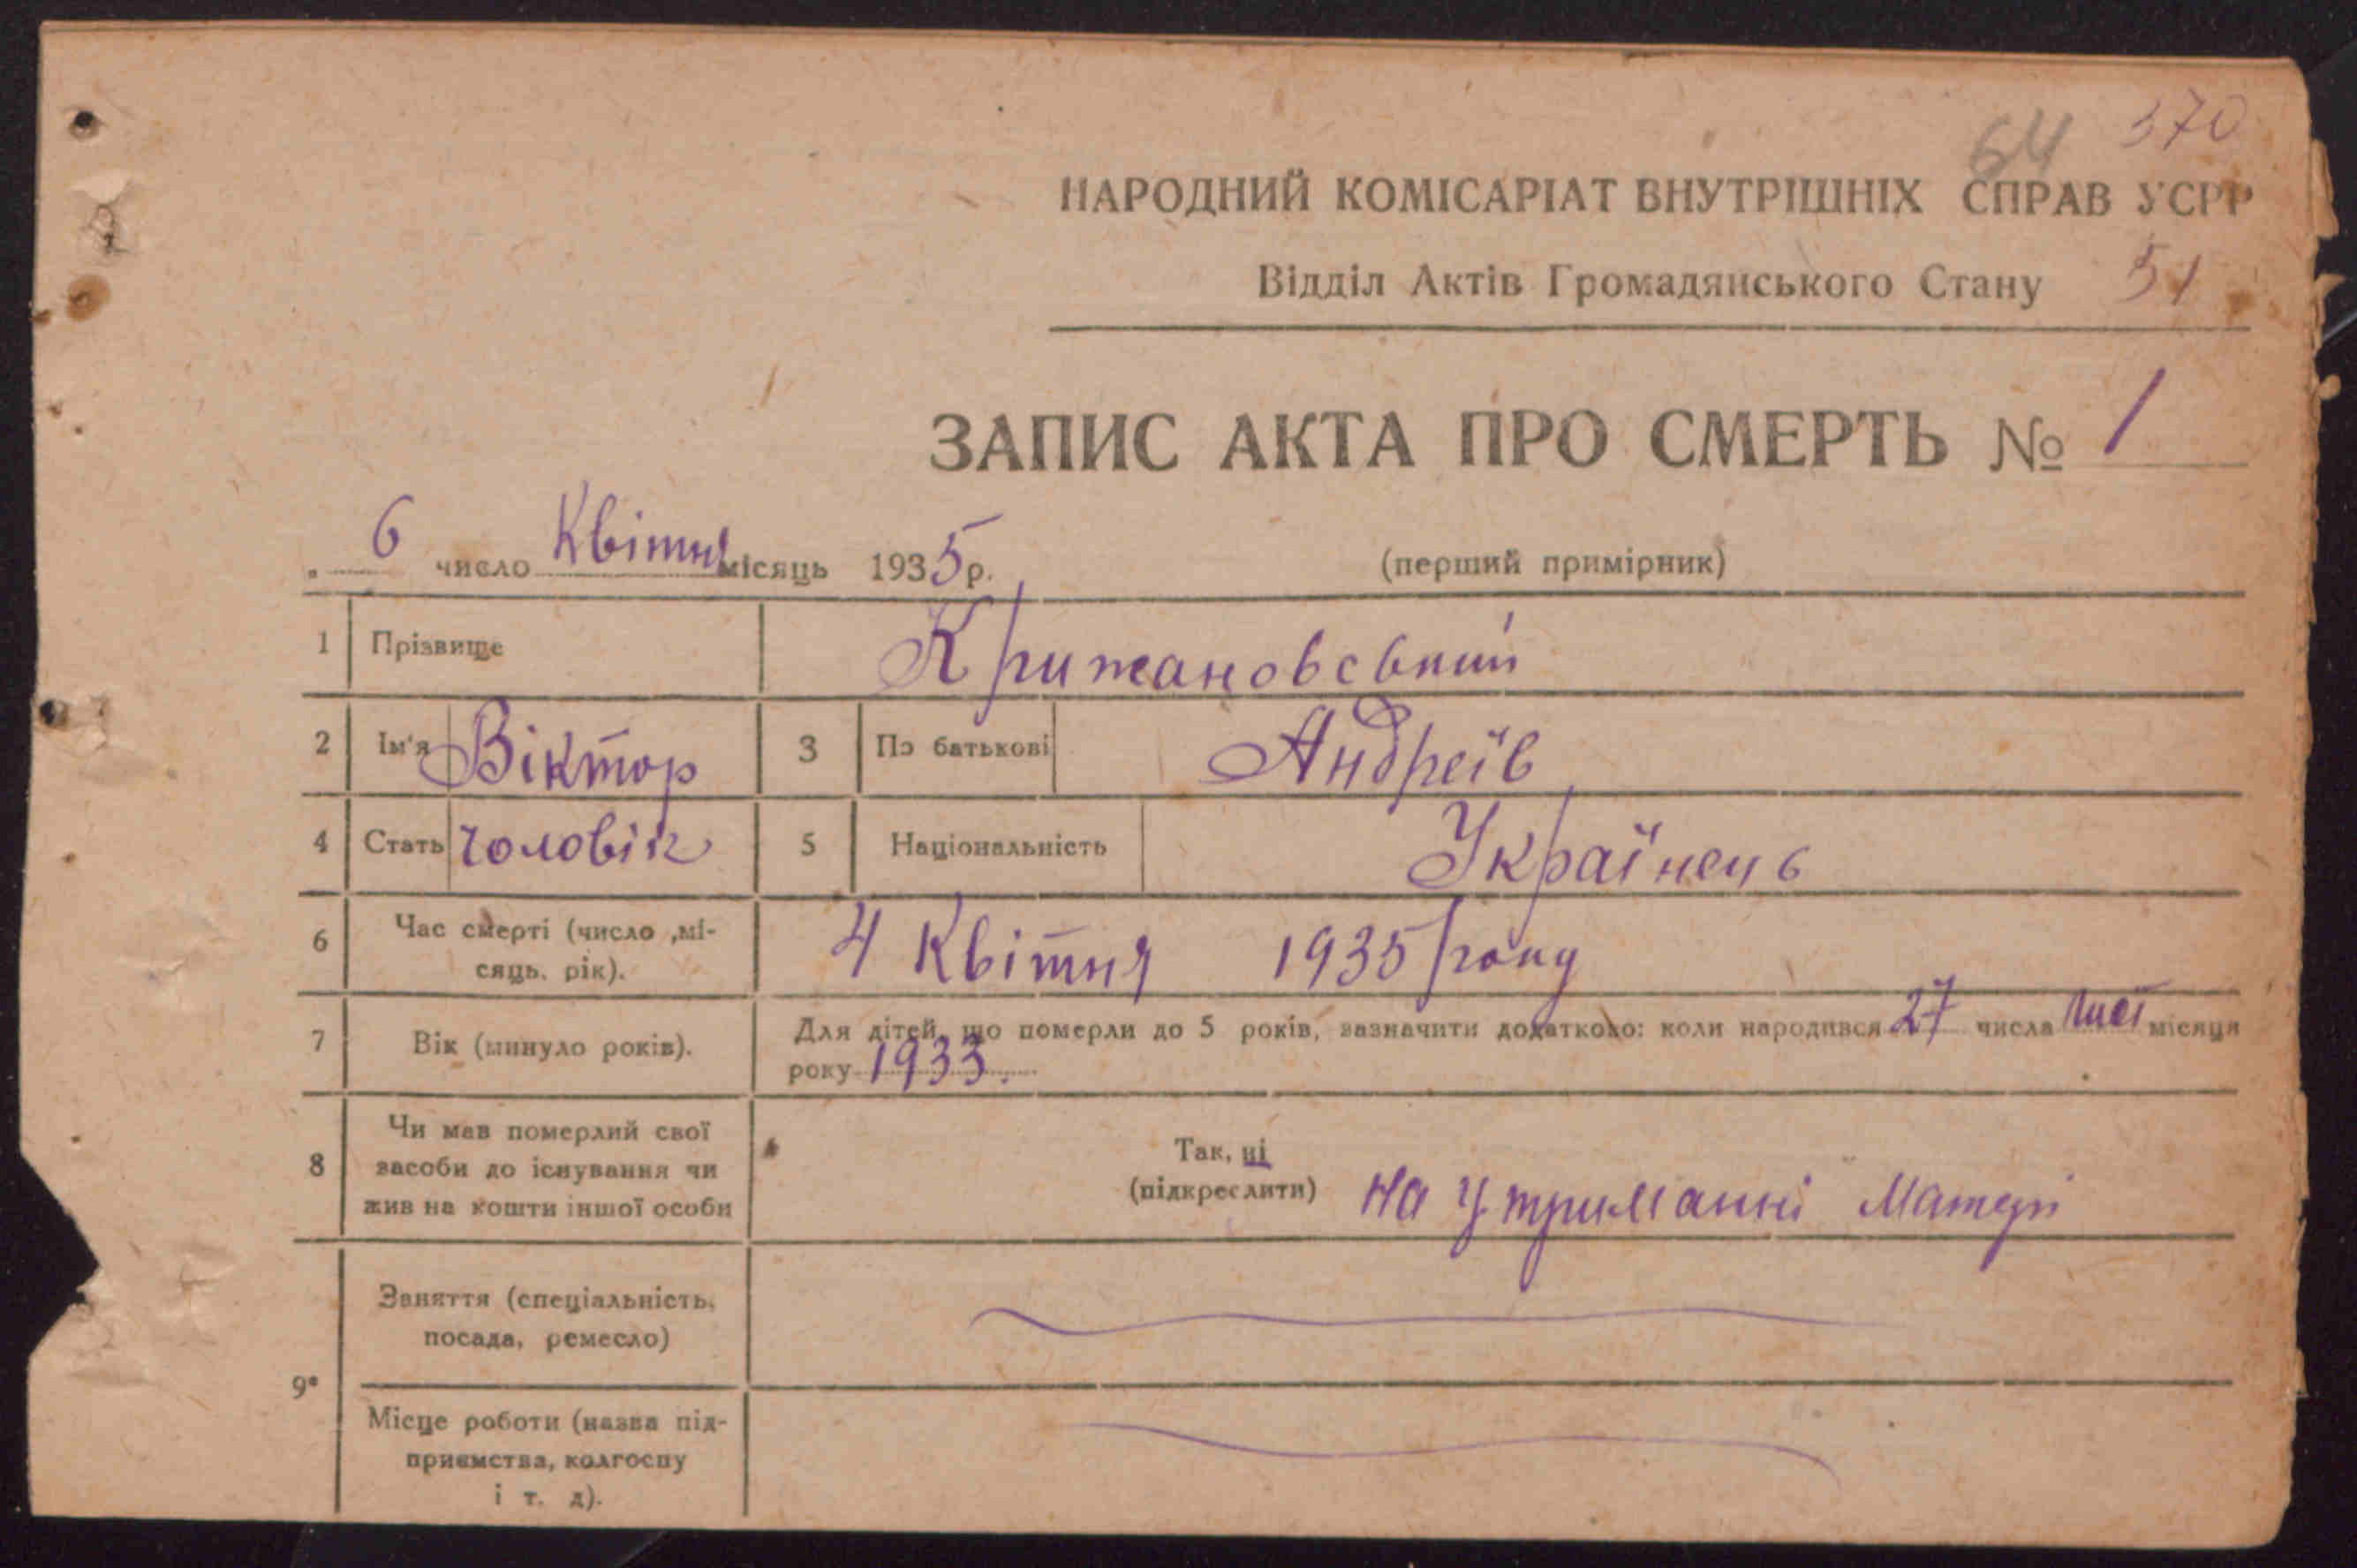 64 370
НАРОДНИЙ КОМІСАРІАТ ВНУТРІШНІХ СПРАВ УСРР
Відділ Актів Громадянського Стану 51
ЗАПИС АКТА ПРО СМЕРТЬ № 1
„ 6 число Квітня місяць 1935 р. (перший примірник)
1 Прізвище Крижановський
2 Ім'я Віктор 3 По батькові Андреїв
4 Стать Чоловік 5 Національність Українець
6 Час смерті (число ,мі-
сяць, рік). 4 Квітня 1935 року
7 Вік (минуло років). Для дітей, що померли до 5 років, зазначити додатково: коли народився 27 числа місяця
року 1933.
8 Чи мав померлий свої
засоби до існування чи
жив на кошти іншої особи
Так, ні
(підкреслити) На Утриманні Матері
9а Заняття (спеціальність,
посада, ремесло)
Місце роботи (назва під-
приємства, колгоспу
і т. д).